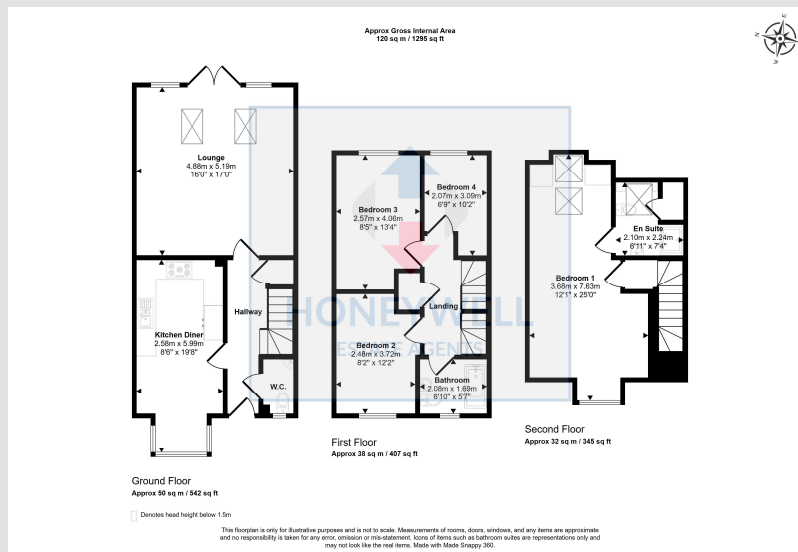 Approx Gross Internal Area
120 sq m / 1295 sq ft
N
E
S
W
Lounge
4.88m x 5.19m
16'0" x 17'0"
Kitchen Diner
2.58m x 5.99m
8'6" x 19'8"
Hallway
W.C.
Ground Floor
Approx 50 sq m / 542 sq ft
Bedroom 3
2.57m x 4.06m
8'5" x 13'4"
Bedroom 4
2.07m x 3.09m
6'9" x 10'2"
Landing
Bedroom 2
2.48m x 3.72m
8'2" x 12'2"
Bathroom
2.08m x 1.69m
6'10" x 5'7"
First Floor
Approx 38 sq m / 407 sq ft
En Suite
2.10m x 2.24m
6'11" x 7'4"
Bedroom 1
3.68m x 7.63m
12'1" x 25'0"
Second Floor
Approx 32 sq m / 345 sq ft
HONEYWELL
ESTATE AGENTS
Denotes head height below 1.5m
This floorplan is only for illustrative purposes and is not to scale. Measurements of rooms, doors, windows, and any items are approximate
and no responsibility is taken for any error, omission or mis-statement. Icons of items such as bathroom suites are representations only and
may not look like the real items. Made with Made Snappy 360.